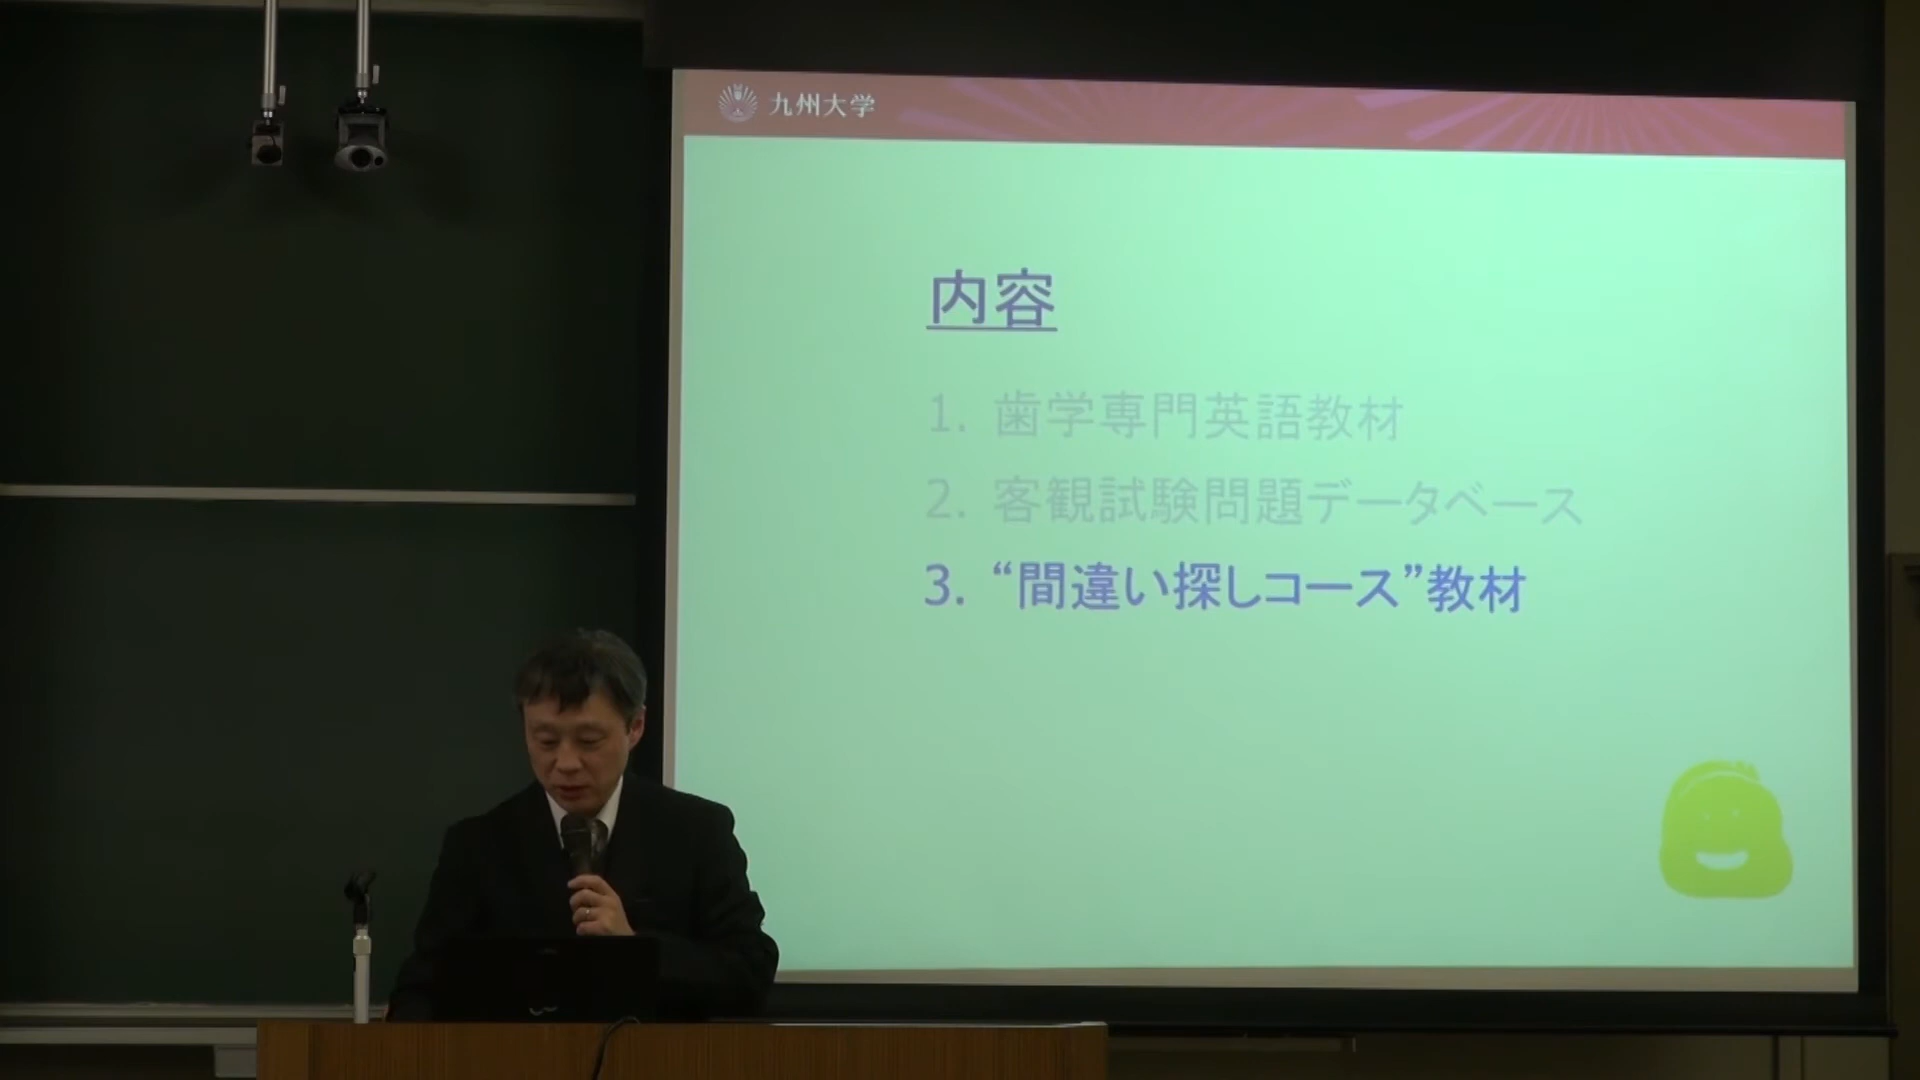 九州大学
内容
1. 歯学専門英語教材
2. 客観試験問題データベース
3. “間違い探しコース”教材